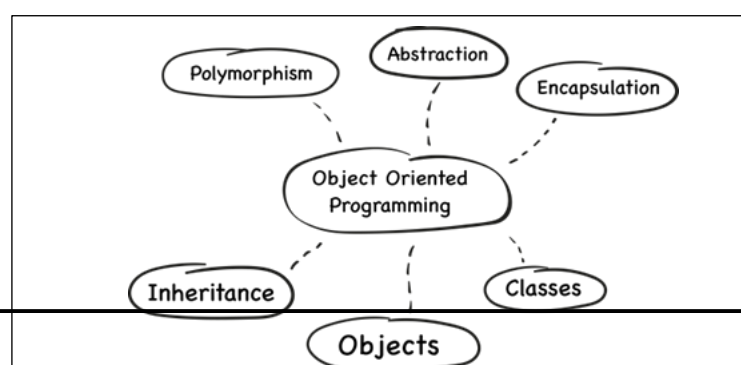 Abstraction
Polymorphism
Encapsulation
Object Oriented
Programming
Inheritance
Classes
Objects